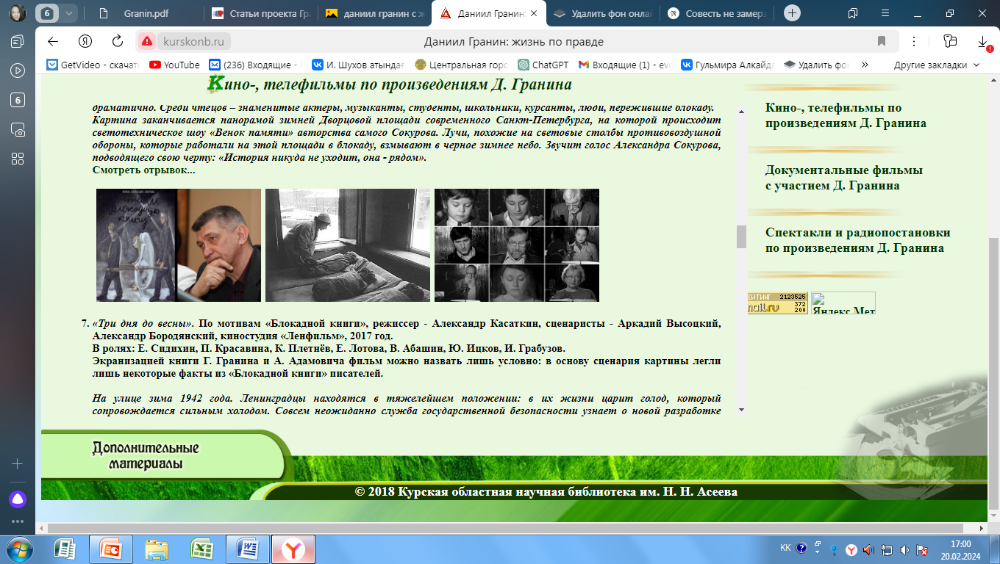 6
Granin.pdf
Статьи проекта Гра
даниил гранин с ж
Даниил Гранин:
Удалить фон онлай
Совесть не замерз
kurskonb.ru
Даниил Гранин: жизнь по правде
GetVideo - скачать
YouTube
(236) Входящие -
И. Шухов атындағ
Центральная горо
ChatGPT
Входящие (1) - evg
Гульмира Алкайда
Удалить фон
Другие закладки
6
Кино-, телефильмы по произведениям Д. Гранина
драматично. Среди чтецов – знаменитые актеры, музыканты, студенты, школьники, курсанты, люди, пережившие блокаду.
Картина заканчивается панорамой зимней Дворцовой площади современного Санкт-Петербурга, на которой происходит
светотехническое шоу «Венок памяти» авторства самого Сокурова. Лучи, похожие на световые столбы противовоздушной
обороны, которые работали на этой площади в блокаду, взмывают в черное зимнее небо. Звучит голос Александра Сокурова,
подводящего свою черту: «История никуда не уходит, она - рядом».
Смотреть отрывок...
Читаем
блокадную
книгу
7. «Три дня до весны». По мотивам «Блокадной книги», режиссер - Александр Касаткин, сценаристы - Аркадий Высоцкий,
Александр Бородянский, киностудия «Ленфильм», 2017 год.
В ролях: Е. Сидихин, П. Красавина, К. Плетнёв, Е. Лотова, В. Абашин, Ю. Ицков, И. Грабузов.
Экранизацией книги Г. Гранина и А. Адамовича фильм можно назвать лишь условно: в основу сценария картины легли
лишь некоторые факты из «Блокадной книги» писателей.
На улице зима 1942 года. Ленинградцы находятся в тяжелейшем положении: в их жизни царит голод, который
сопровождается сильным холодом. Совсем неожиданно служба государственной безопасности узнает о новой разработке
Кино-, телефильмы по
произведениям Д. Гранина
Документальные фильмы
с участием Д. Гранина
Спектакли и радиопостановки
по произведениям Д. Гранина
ЕЙТИНГ 2123525
372
mail.ru 200
Яндекс.Мет
Дополнительные
материалы
© 2018 Курская областная научная библиотека им. Н. Н. Асеева
KK
17:00
20.02.2024